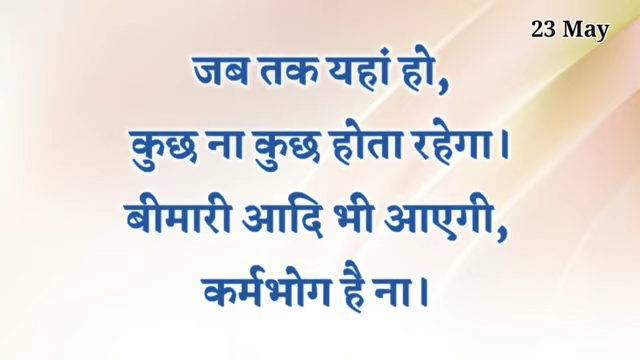 23 May
जब तक यहां हो,
कुछ ना कुछ होता रहेगा।
बीमारी आदि भी आएगी,
कर्मभोग है ना।